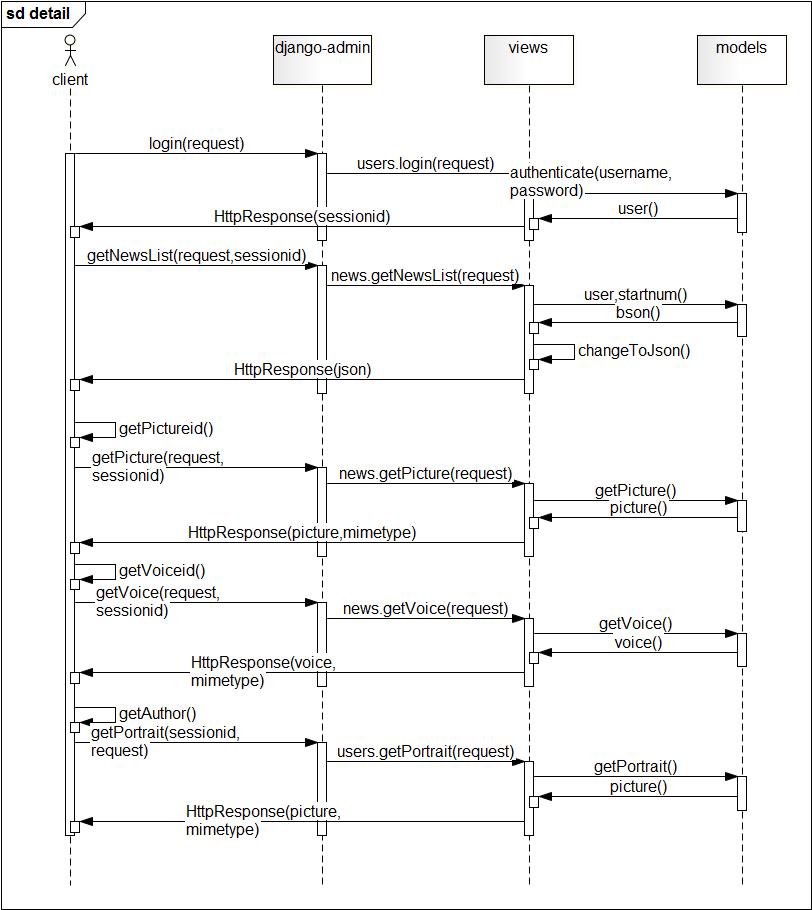 sd detail
client
django-admin
views
models
login(request)
users.login(request)
authenticate(username,
password)
user()
HttpResponse(sessionid)
getNewsList(request,sessionid)
news.getNewsList(request)
user,startnum()
bson()
changeToJson()
HttpResponse(json)
getPictureid()
getPicture(request,
sessionid)
news.getPicture(request)
getPicture()
picture()
HttpResponse(picture,mimetype)
getVoiceid()
getVoice(request,
sessionid)
news.getVoice(request)
getVoice()
voice()
HttpResponse(voice,
mimetype)
getAuthor()
getPortrait(sessionid,
request)
users.getPortrait(request)
getPortrait()
picture()
HttpResponse(picture,
mimetype)